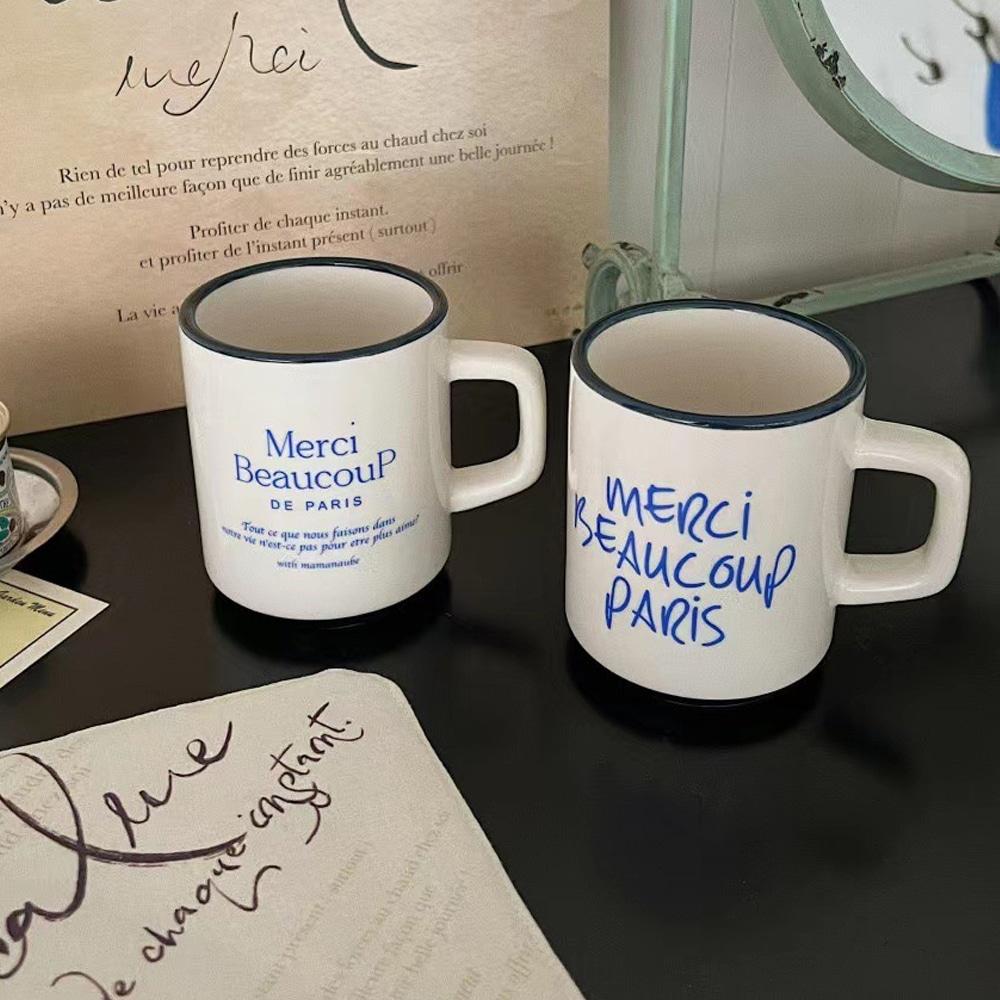 merci
Rien de tel pour reprendre des forces au chaud chez soi
n'y a pas de meilleure façon que de finir agréablement une belle journée !
Profiter de chaque instant.
et profiter de l'instant présent ( surtout )
La vie a
offrir
Merci
BeaucouP
DE PARIS
Tout ce que nous faisons dans
notre vie n'est-ce pas pour etre plus aimé?
with mamanaube
MERCi
BEAUCOUP
PARiS
Menu
de chaque instant.